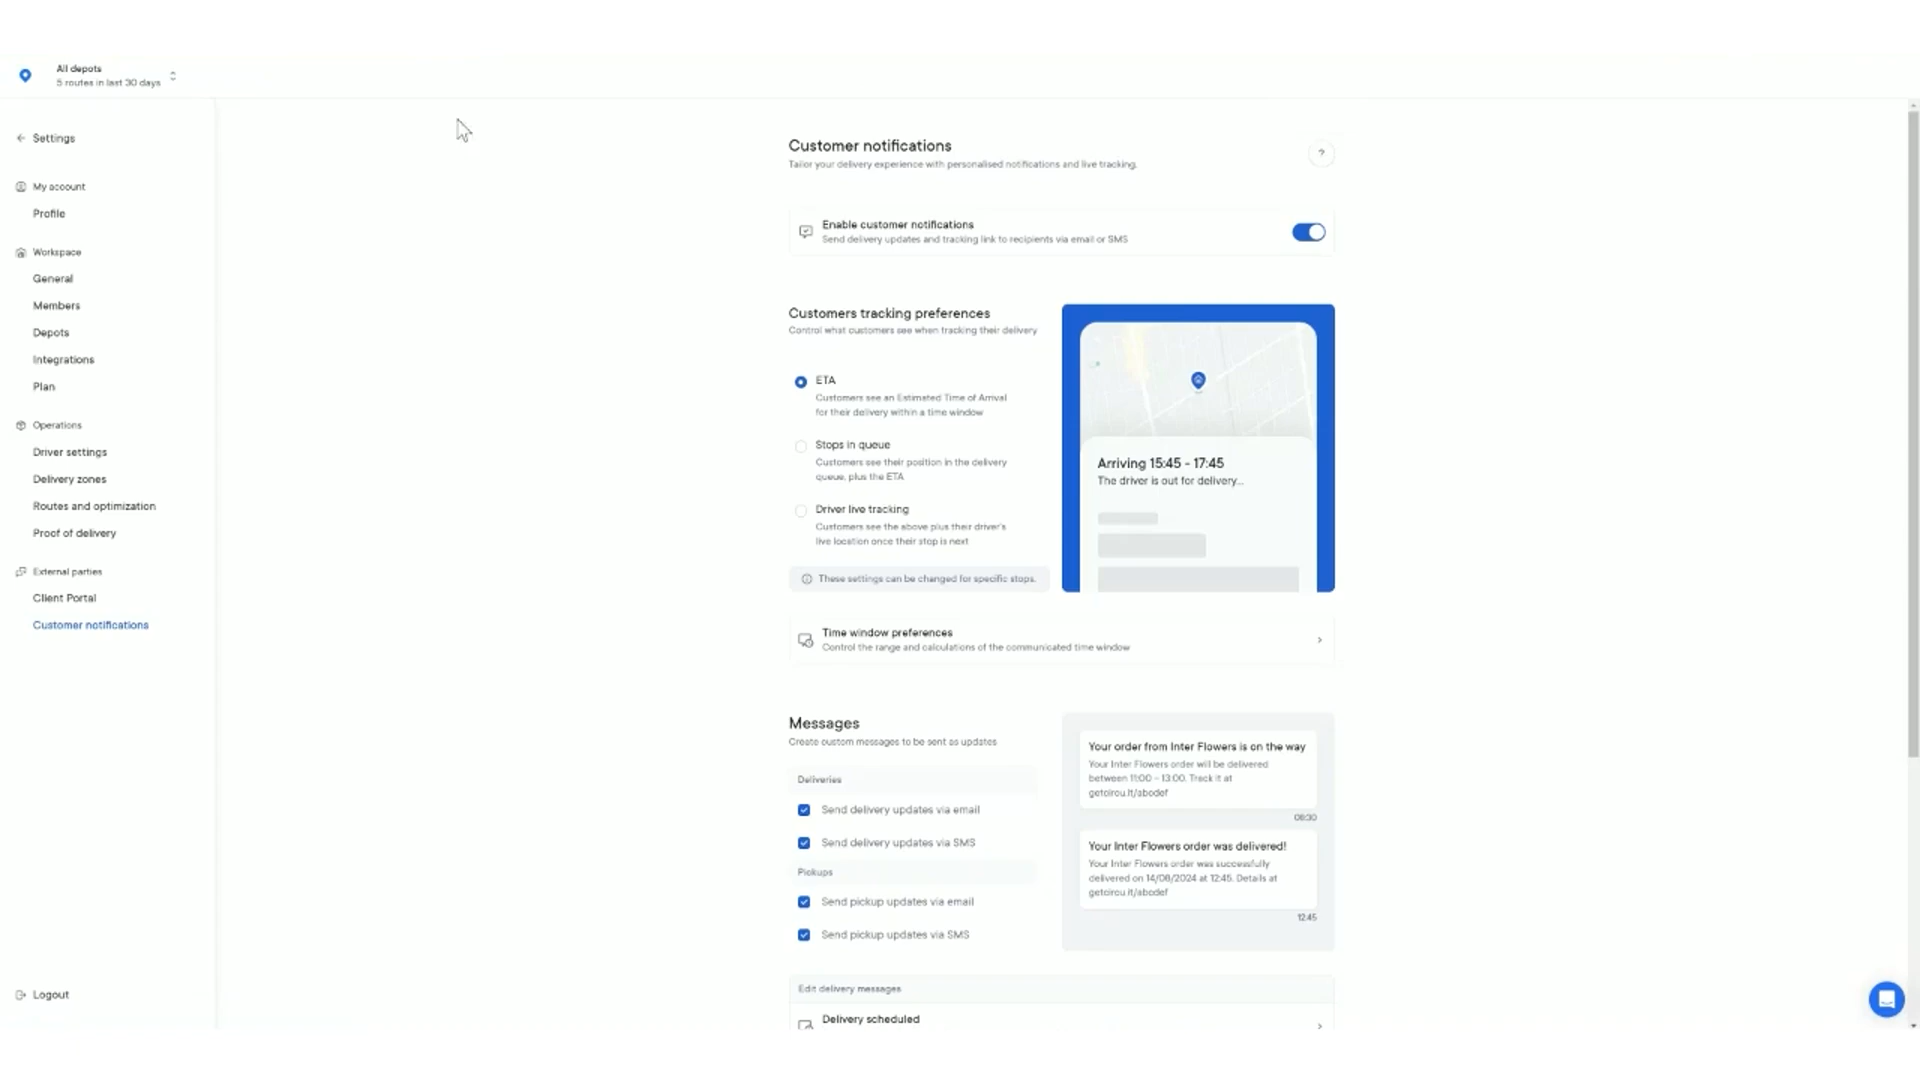 All depots
5 routes in last 30 days
Settings
My account
Profile
Workspace
General
Members
Depots
Integrations
Plan
Operations
Driver settings
Delivery zones
Routes and optimization
Proof of delivery
External parties
Client Portal
Customer notifications
Logout
Customer notifications
Tailor your delivery experience with personalised notifications and live tracking.
?
Enable customer notifications
Send delivery updates and tracking link to recipients via email or SMS
Customers tracking preferences
Control what customers see when tracking their delivery
ETA
Customers see an Estimated Time of Arrival
for their delivery within a time window
Stops in queue
Customers see their position in the delivery
queue, plus the ETA
Driver live tracking
Customers see the above plus their driver's
live location once their stop is next
These settings can be changed for specific stops.
Arriving 15:45 - 17:45
The driver is out for delivery...
Time window preferences
Control the range and calculations of the communicated time window
Messages
Create custom messages to be sent as updates
Deliveries
Send delivery updates via email
Send delivery updates via SMS
Pickups
Send pickup updates via email
Send pickup updates via SMS
Your order from Inter Flowers is on the way
Your Inter Flowers order will be delivered
between 11:00 - 13:00. Track it at
getcircu.it/abcdef
08:30
Your Inter Flowers order was delivered!
Your Inter Flowers order was successfully
delivered on 14/08/2024 at 12:45. Details at
getcircu.it/abcdef
12:45
Edit delivery messages
Delivery scheduled